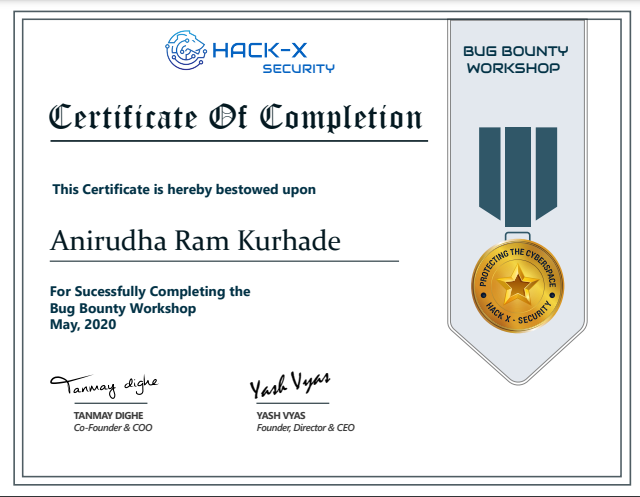 HACK-X
SECURITY
BUG BOUNTY
WORKSHOP
Certificate Of Completion
This Certificate is hereby bestowed upon
Anirudha Ram Kurhade
For Sucessfully Completing the
Bug Bounty Workshop
May, 2020
PROTECTING THE CYBERSPACE
HACK X - SECURITY
Tanmay dighe
TANMAY DIGHE
Co-Founder & COO
Yash Vyas
YASH VYAS
Founder, Director & CEO